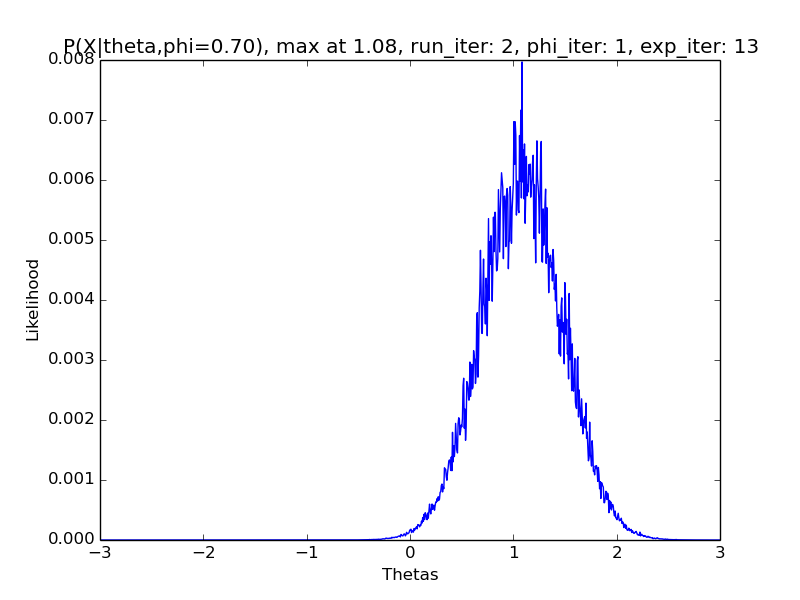 P(X|theta,phi=0.70), max at 1.08, run_iter: 2, phi_iter: 1, exp_iter: 13
0.008
0.007
0.006
0.005
0.004
0.003
0.002
0.001
0.000
Likelihood
−3 −2 −1 0 1 2 3
Thetas